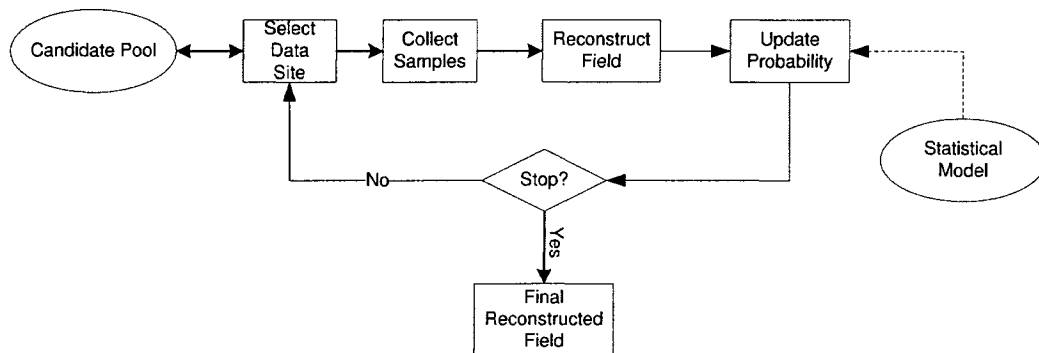 Candidate Pool
Select
Data
Site
Collect
Samples
Reconstruct
Field
Update
Probability
Statistical
Model
Stop?
No
Yes
Final
Reconstructed
Field